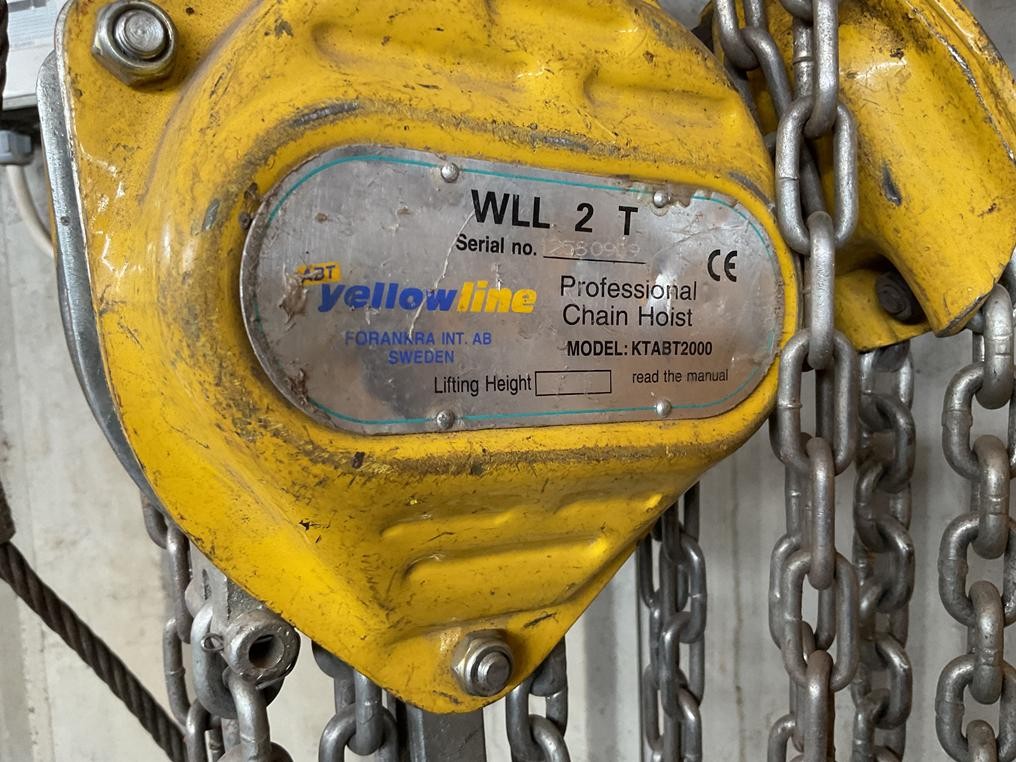 WLL 2 T
Serial no.
CE
ABT
yellowline
Professional
Chain Hoist
FORANKRA INT. AB
SWEDEN
MODEL: KTABT2000
Lifting Height
read the manual